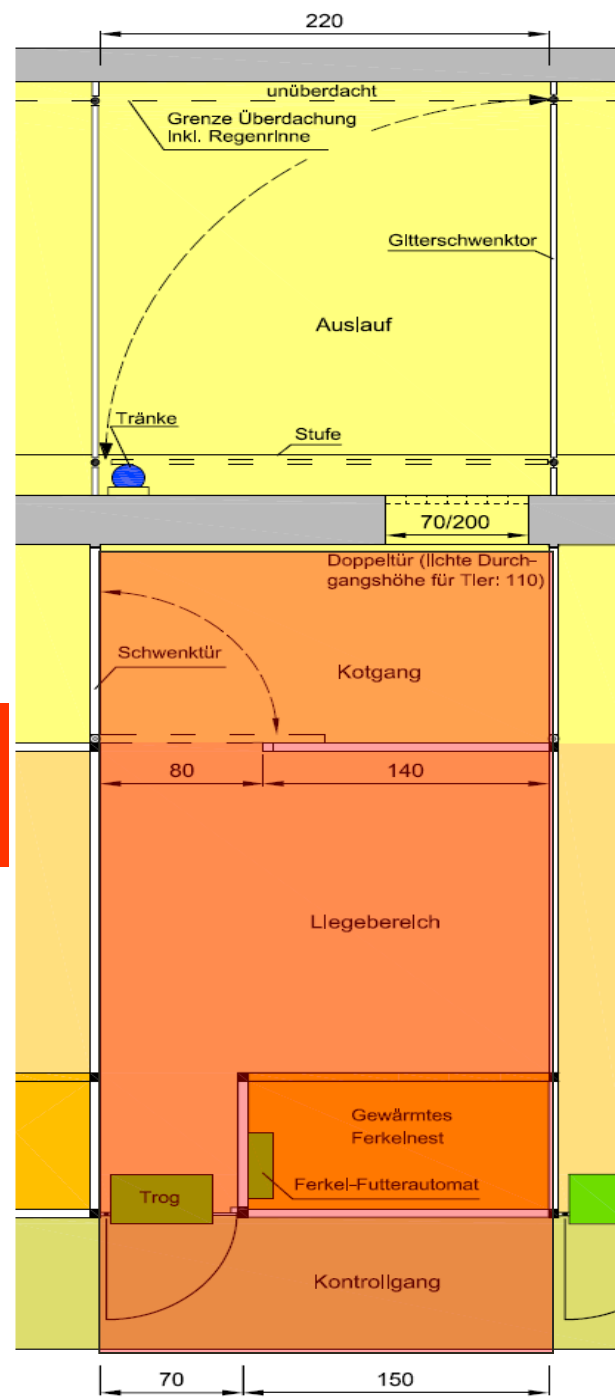 220
unüberdacht
Grenze Überdachung
inkl. Regenrinne
Gitterschwenktor
Auslauf
Tränke
Stufe
70/200
Doppeltür (lichte Durch-
gangshöhe für Tier: 110)
Schwenktür
Kotgang
80
140
Liegebereich
Gewärmtes
Ferkelnest
Ferkel-Futterautomat
Trog
Kontrollgang
70
150